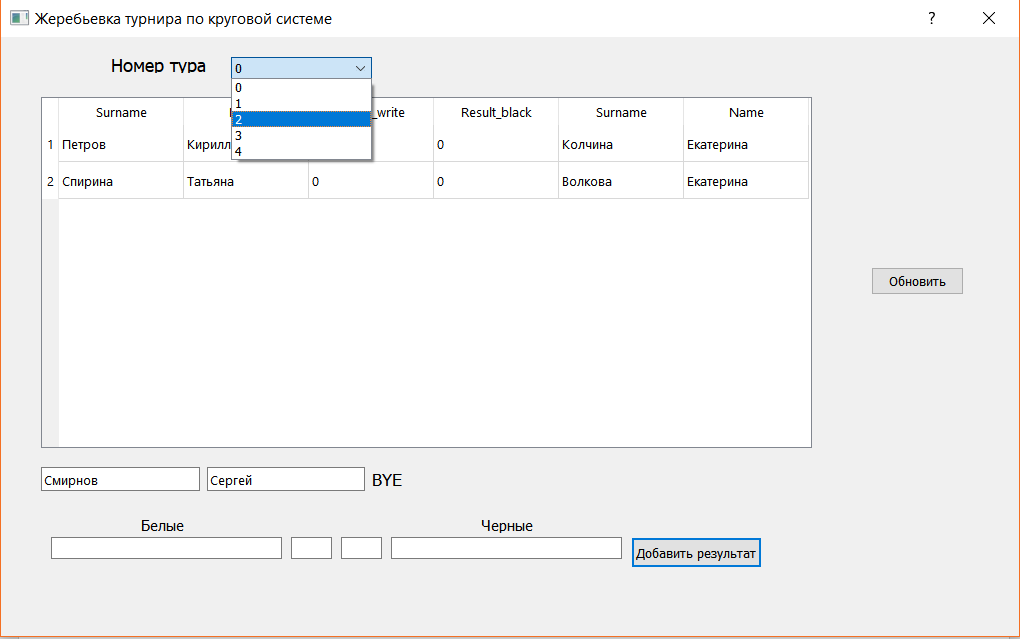 Жеребьевка турнира по круговой системе ?
Номер тура 0
0
1
2
3
4
Surname _write Result_black Surname Name
1 Петров Кирилл 0 Колчина Екатерина
2 Спирина Татьяна 0 0 Волкова Екатерина
Обновить
Смирнов Сергей BYE
Белые Черные
Добавить результат